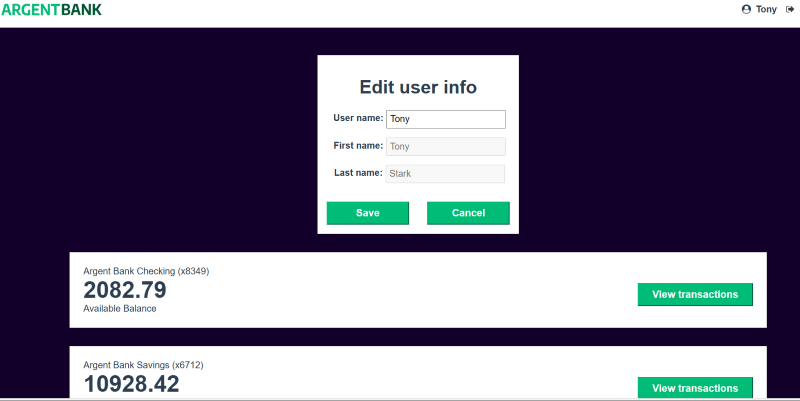 ARGENTBANK
Tony
Edit user info
User name: Tony
First name: Tony
Last name: Stark
Save Cancel
Argent Bank Checking (x8349)
2082.79
Available Balance
View transactions
Argent Bank Savings (x6712)
10928.42
View transactions